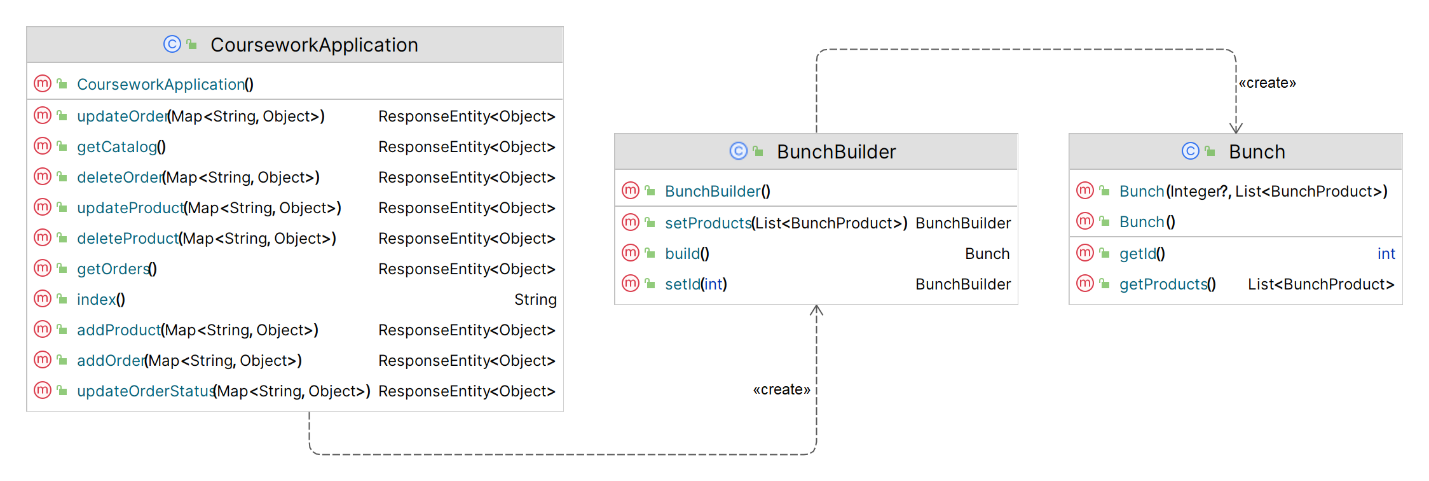 CourseworkApplication
CourseworkApplication()
updateOrder(Map<String, Object>) ResponseEntity<Object>
getCatalog() ResponseEntity<Object>
deleteOrder(Map<String, Object>) ResponseEntity<Object>
updateProduct(Map<String, Object>) ResponseEntity<Object>
deleteProduct(Map<String, Object>) ResponseEntity<Object>
getOrders() ResponseEntity<Object>
index() String
addProduct(Map<String, Object>) ResponseEntity<Object>
addOrder(Map<String, Object>) ResponseEntity<Object>
updateOrderStatus(Map<String, Object>) ResponseEntity<Object>
«create»
BunchBuilder
BunchBuilder()
setProducts(List<BunchProduct>) BunchBuilder
build() Bunch
setId(int) BunchBuilder
«create»
Bunch
Bunch(Integer?, List<BunchProduct>)
Bunch()
getId() int
getProducts() List<BunchProduct>